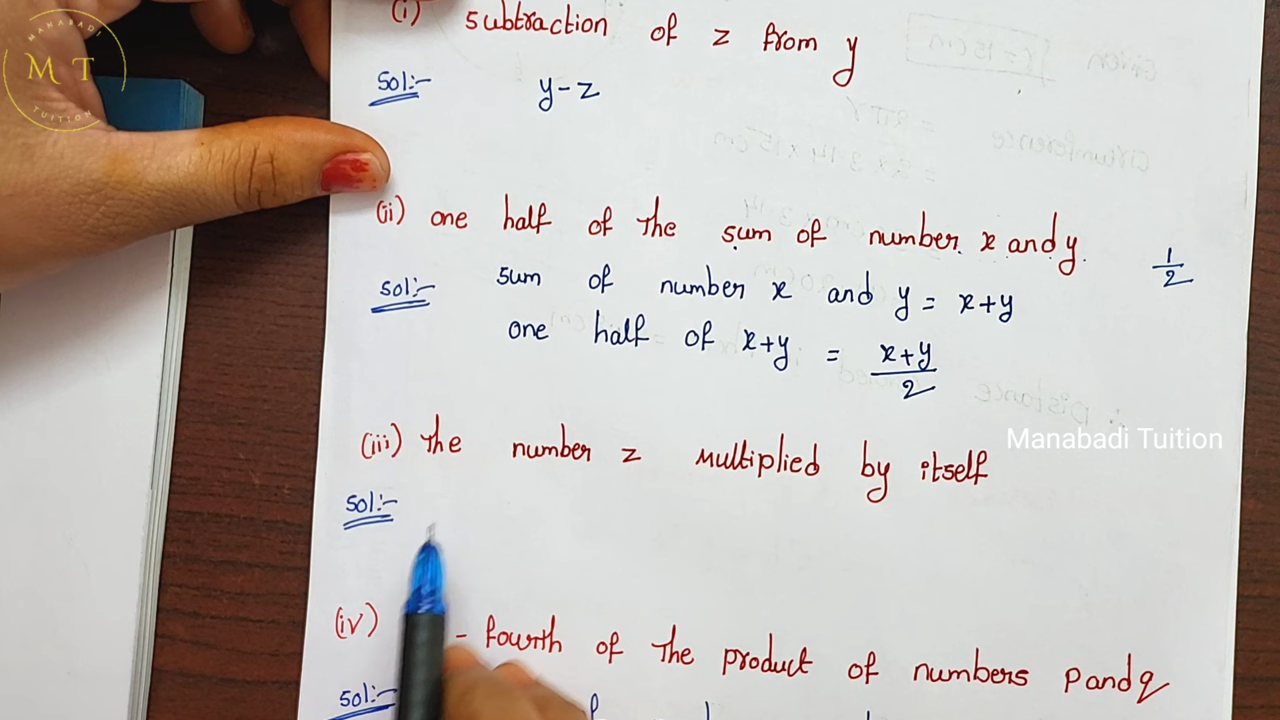 MANABADI
M T
TUITION
(i) subtraction of z from y
Sol:- y-z
(ii) one half of the sum of number x and y.
1/2
Sol:- sum of number x and y = x+y
one half of x+y = x+y/2
(iii) the number z multiplied by itself
Manabadi Tuition
Sol:-
(iv) - fourth of the product of numbers p and q
Sol:-